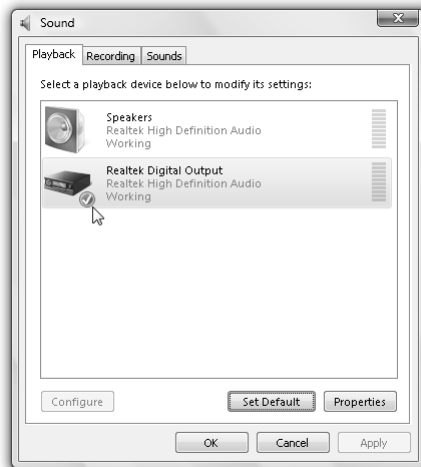 Sound
Playback Recording Sounds
Select a playback device below to modify its settings:
Speakers
Realtek High Definition Audio
Working
Realtek Digital Output
Realtek High Definition Audio
Working
Configure Set Default Properties
OK Cancel Apply